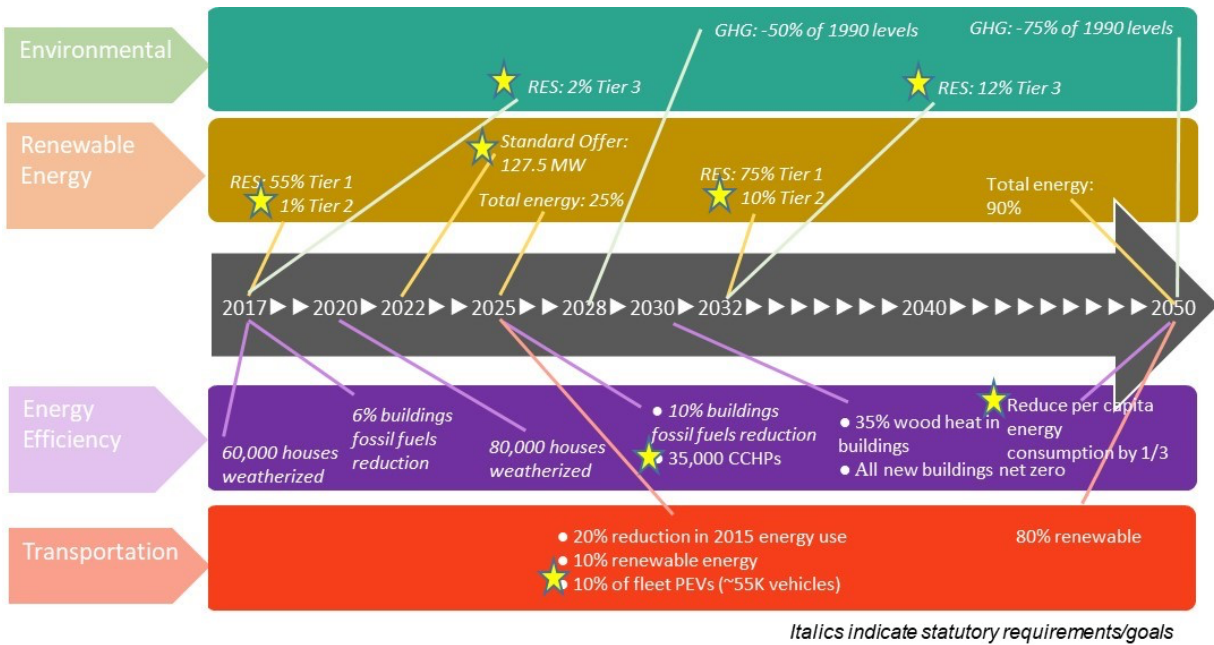 Environmental
GHG: -50% of 1990 levels
GHG: -75% of 1990 levels
RES: 2% Tier 3
RES: 12% Tier 3
Renewable
Energy
RES: 55% Tier 1
1% Tier 2
Standard Offer:
127.5 MW
Total energy: 25%
RES: 75% Tier 1
10% Tier 2
Total energy:
90%
2017 ▶ ▶ 2020 ▶ ▶ 2022 ▶ ▶ ▶ 2025 ▶ ▶ ▶ 2028 ▶ ▶ 2030 ▶ ▶ 2032 ▶ ▶ ▶ ▶ ▶ ▶ ▶ ▶ 2040 ▶ ▶ ▶ ▶ ▶ ▶ ▶ ▶ ▶ 2050
Energy
Efficiency
60,000 houses
weatherized
6% buildings
fossil fuels
reduction
80,000 houses
weatherized
● 10% buildings
fossil fuels reduction
● 35,000 CCHPs
● 35% wood heat in
buildings
● All new buildings net zero
Reduce per capita
energy
consumption by 1/3
Transportation
● 20% reduction in 2015 energy use
● 10% renewable energy
● 10% of fleet PEVs (~55K vehicles)
80% renewable
Italics indicate statutory requirements/goals